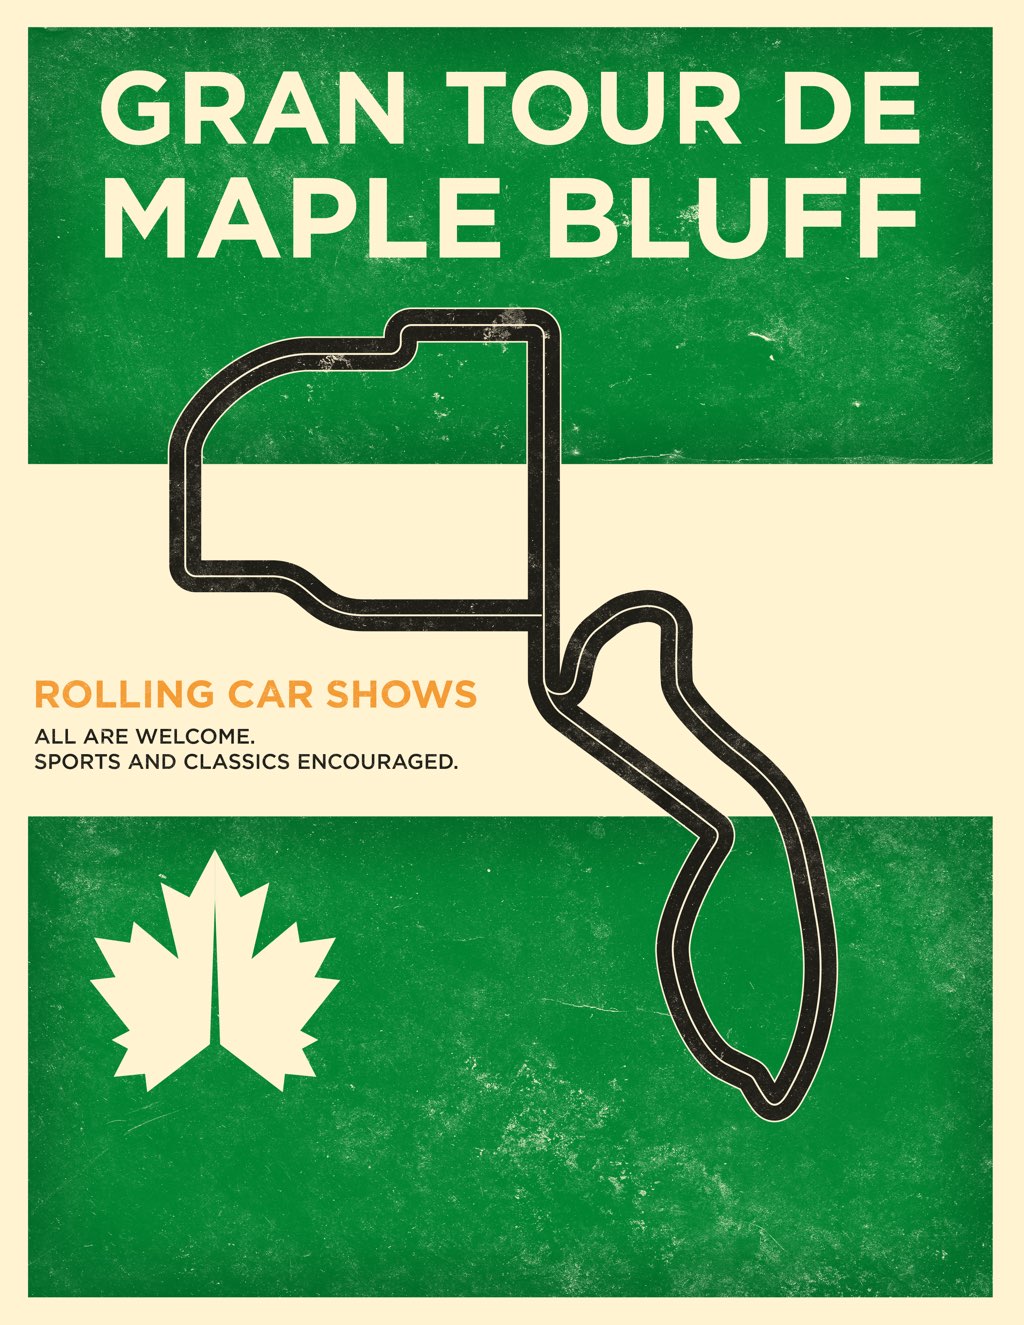 GRAN TOUR DE
MAPLE BLUFF
ROLLING CAR SHOWS
ALL ARE WELCOME.
SPORTS AND CLASSICS ENCOURAGED.